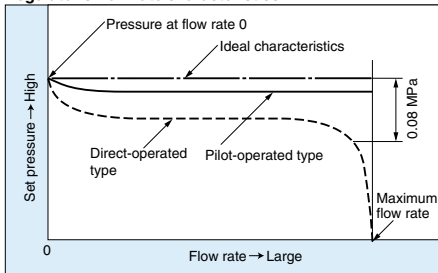 Pressure at flow rate 0
Ideal characteristics
Set pressure → High
0.08 MPa
Direct-operated
type
Pilot-operated type
Maximum
flow rate
0
Flow rate → Large